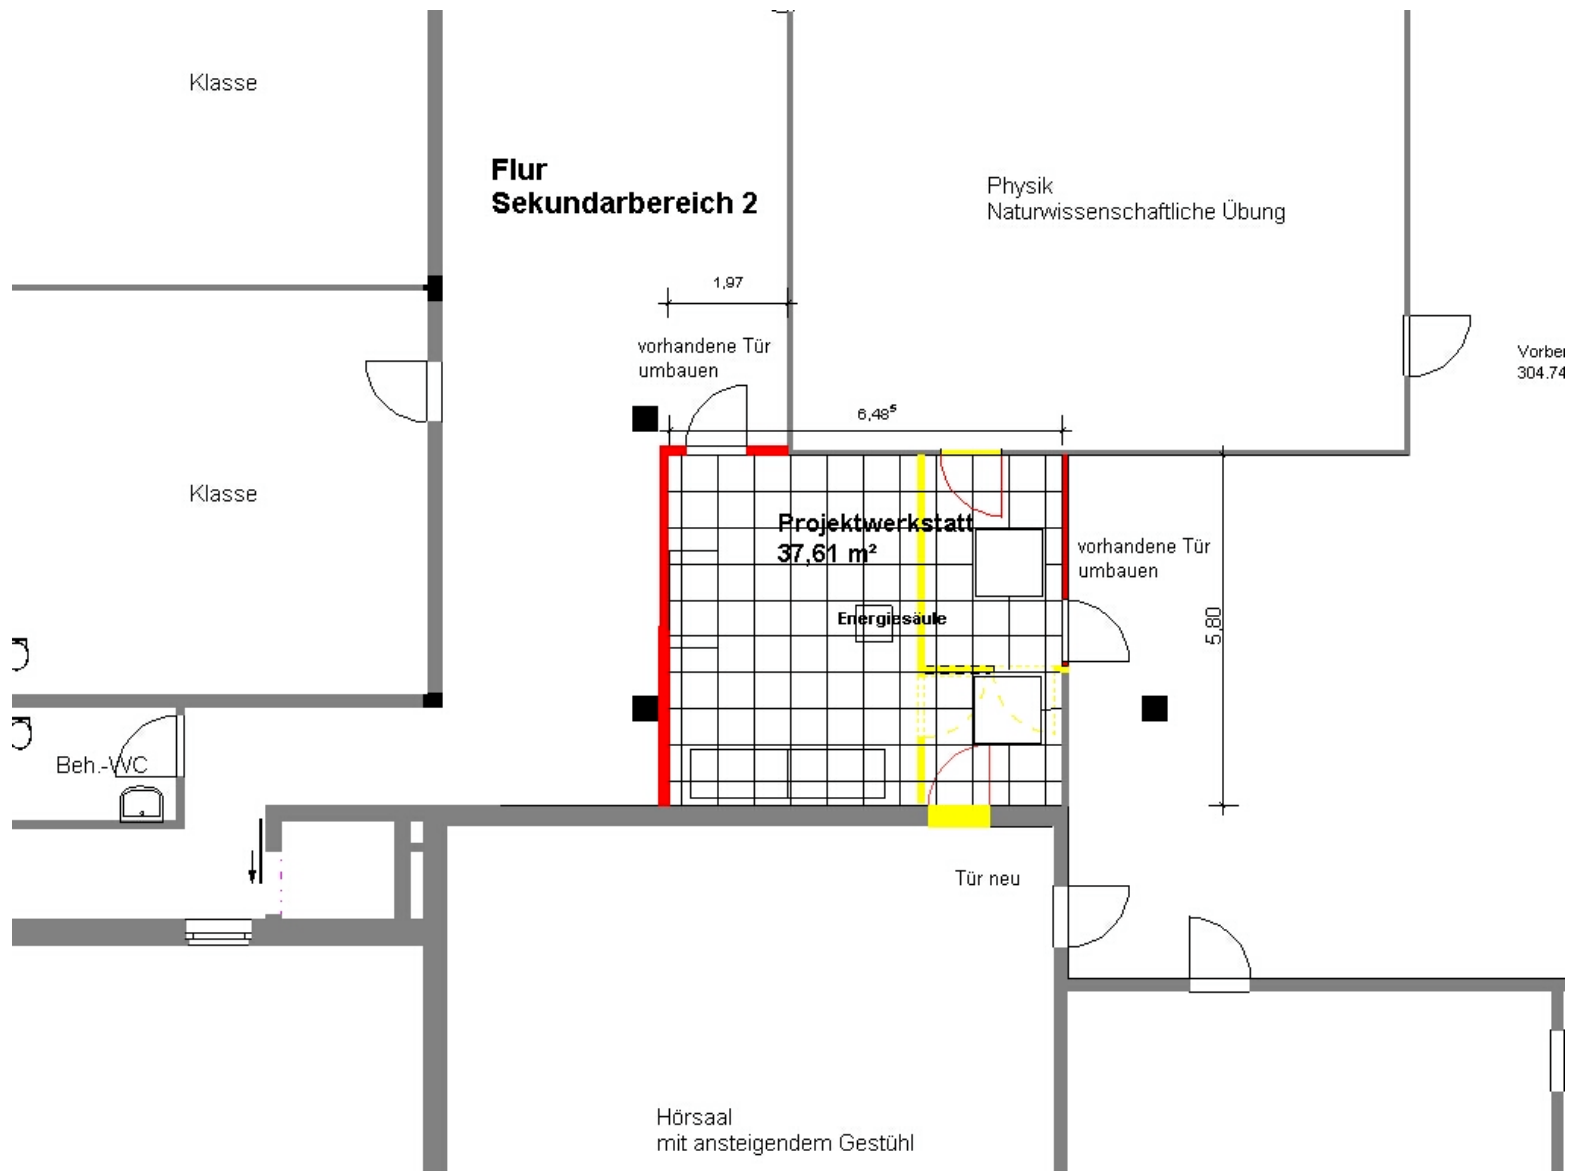 Klasse
Flur
Sekundarbereich 2
Physik
Naturwissenschaftliche Übung
1,97
vorhandene Tür
umbauen
304.74
6,48⁵
Klasse
Projektwerkstatt
37,61 m²
vorhandene Tür
umbauen
Energiesäule
5,80
Beh.-WC
Tür neu
Hörsaal
mit ansteigendem Gestühl